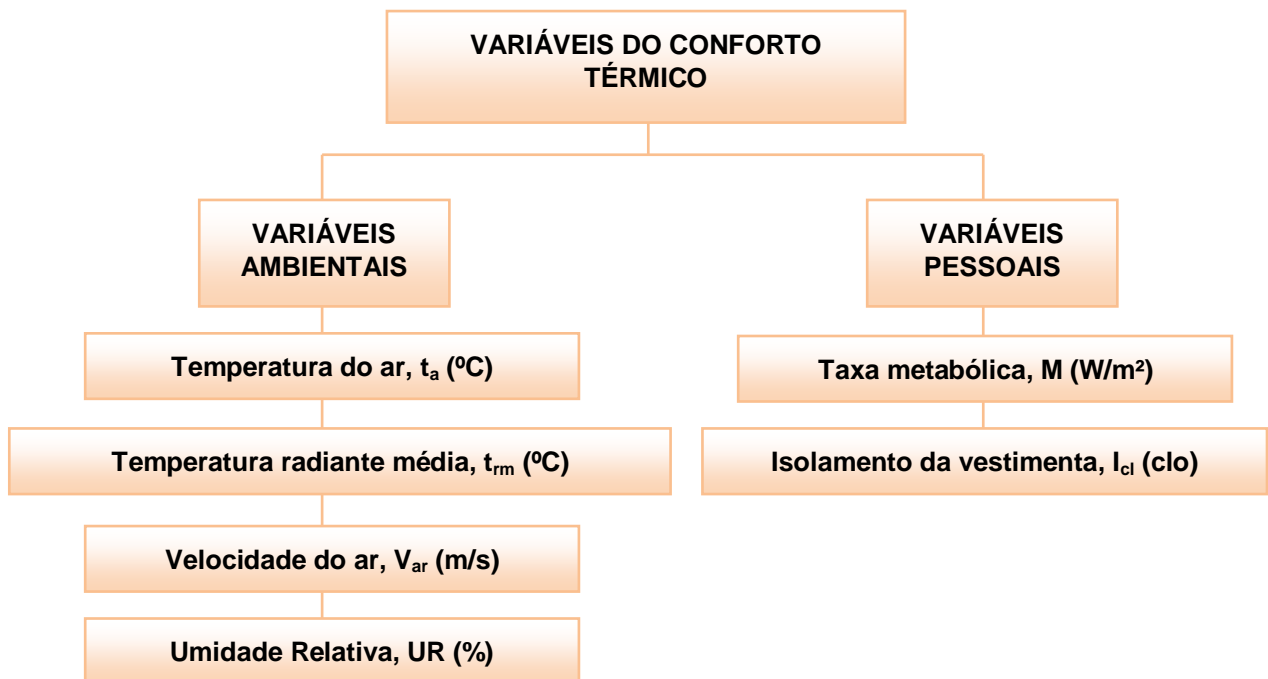 VARIÁVEIS DO CONFORTO
TÉRMICO
VARIÁVEIS
AMBIENTAIS
Temperatura do ar, tₐ (ºC)
Temperatura radiante média, tᵣₘ (ºC)
Velocidade do ar, Vₐᵣ (m/s)
Umidade Relativa, UR (%)
VARIÁVEIS
PESSOAIS
Taxa metabólica, M (W/m²)
Isolamento da vestimenta, I_cl (clo)